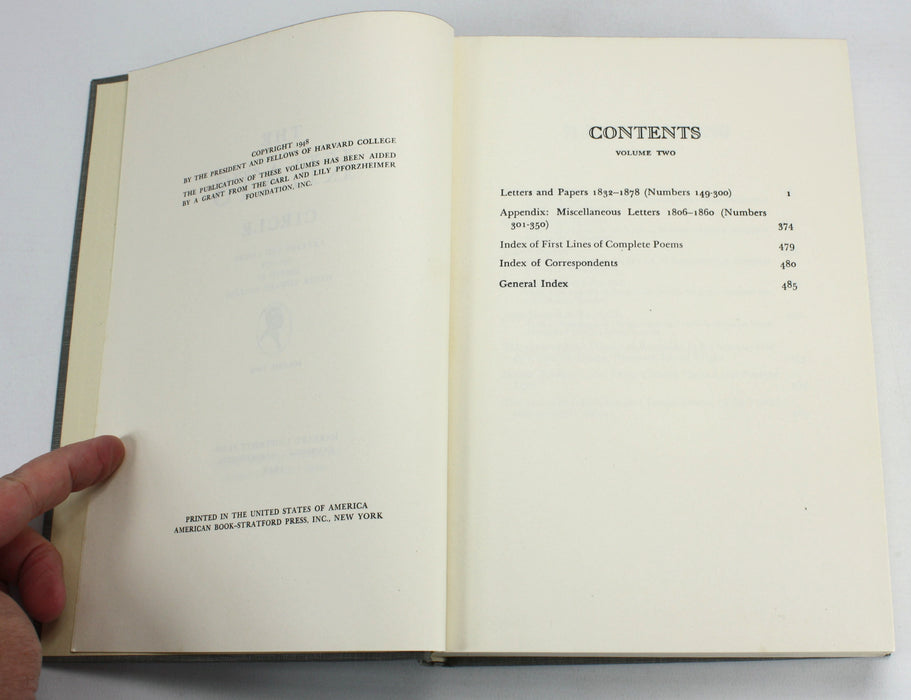 COPYRIGHT 1948
BY THE PRESIDENT AND FELLOWS OF HARVARD COLLEGE
THE PUBLICATION OF THESE VOLUMES HAS BEEN AIDED
BY A GRANT FROM THE CARL AND LILY PFORZHEIMER
FOUNDATION, INC.
PRINTED IN THE UNITED STATES OF AMERICA
AMERICAN BOOK–STRATFORD PRESS, INC., NEW YORK
CONTENTS
VOLUME TWO
Letters and Papers 1832–1878 (Numbers 149-300) 1
Appendix: Miscellaneous Letters 1806–1860 (Numbers
301-350) 374
Index of First Lines of Complete Poems 479
Index of Correspondents 480
General Index 485